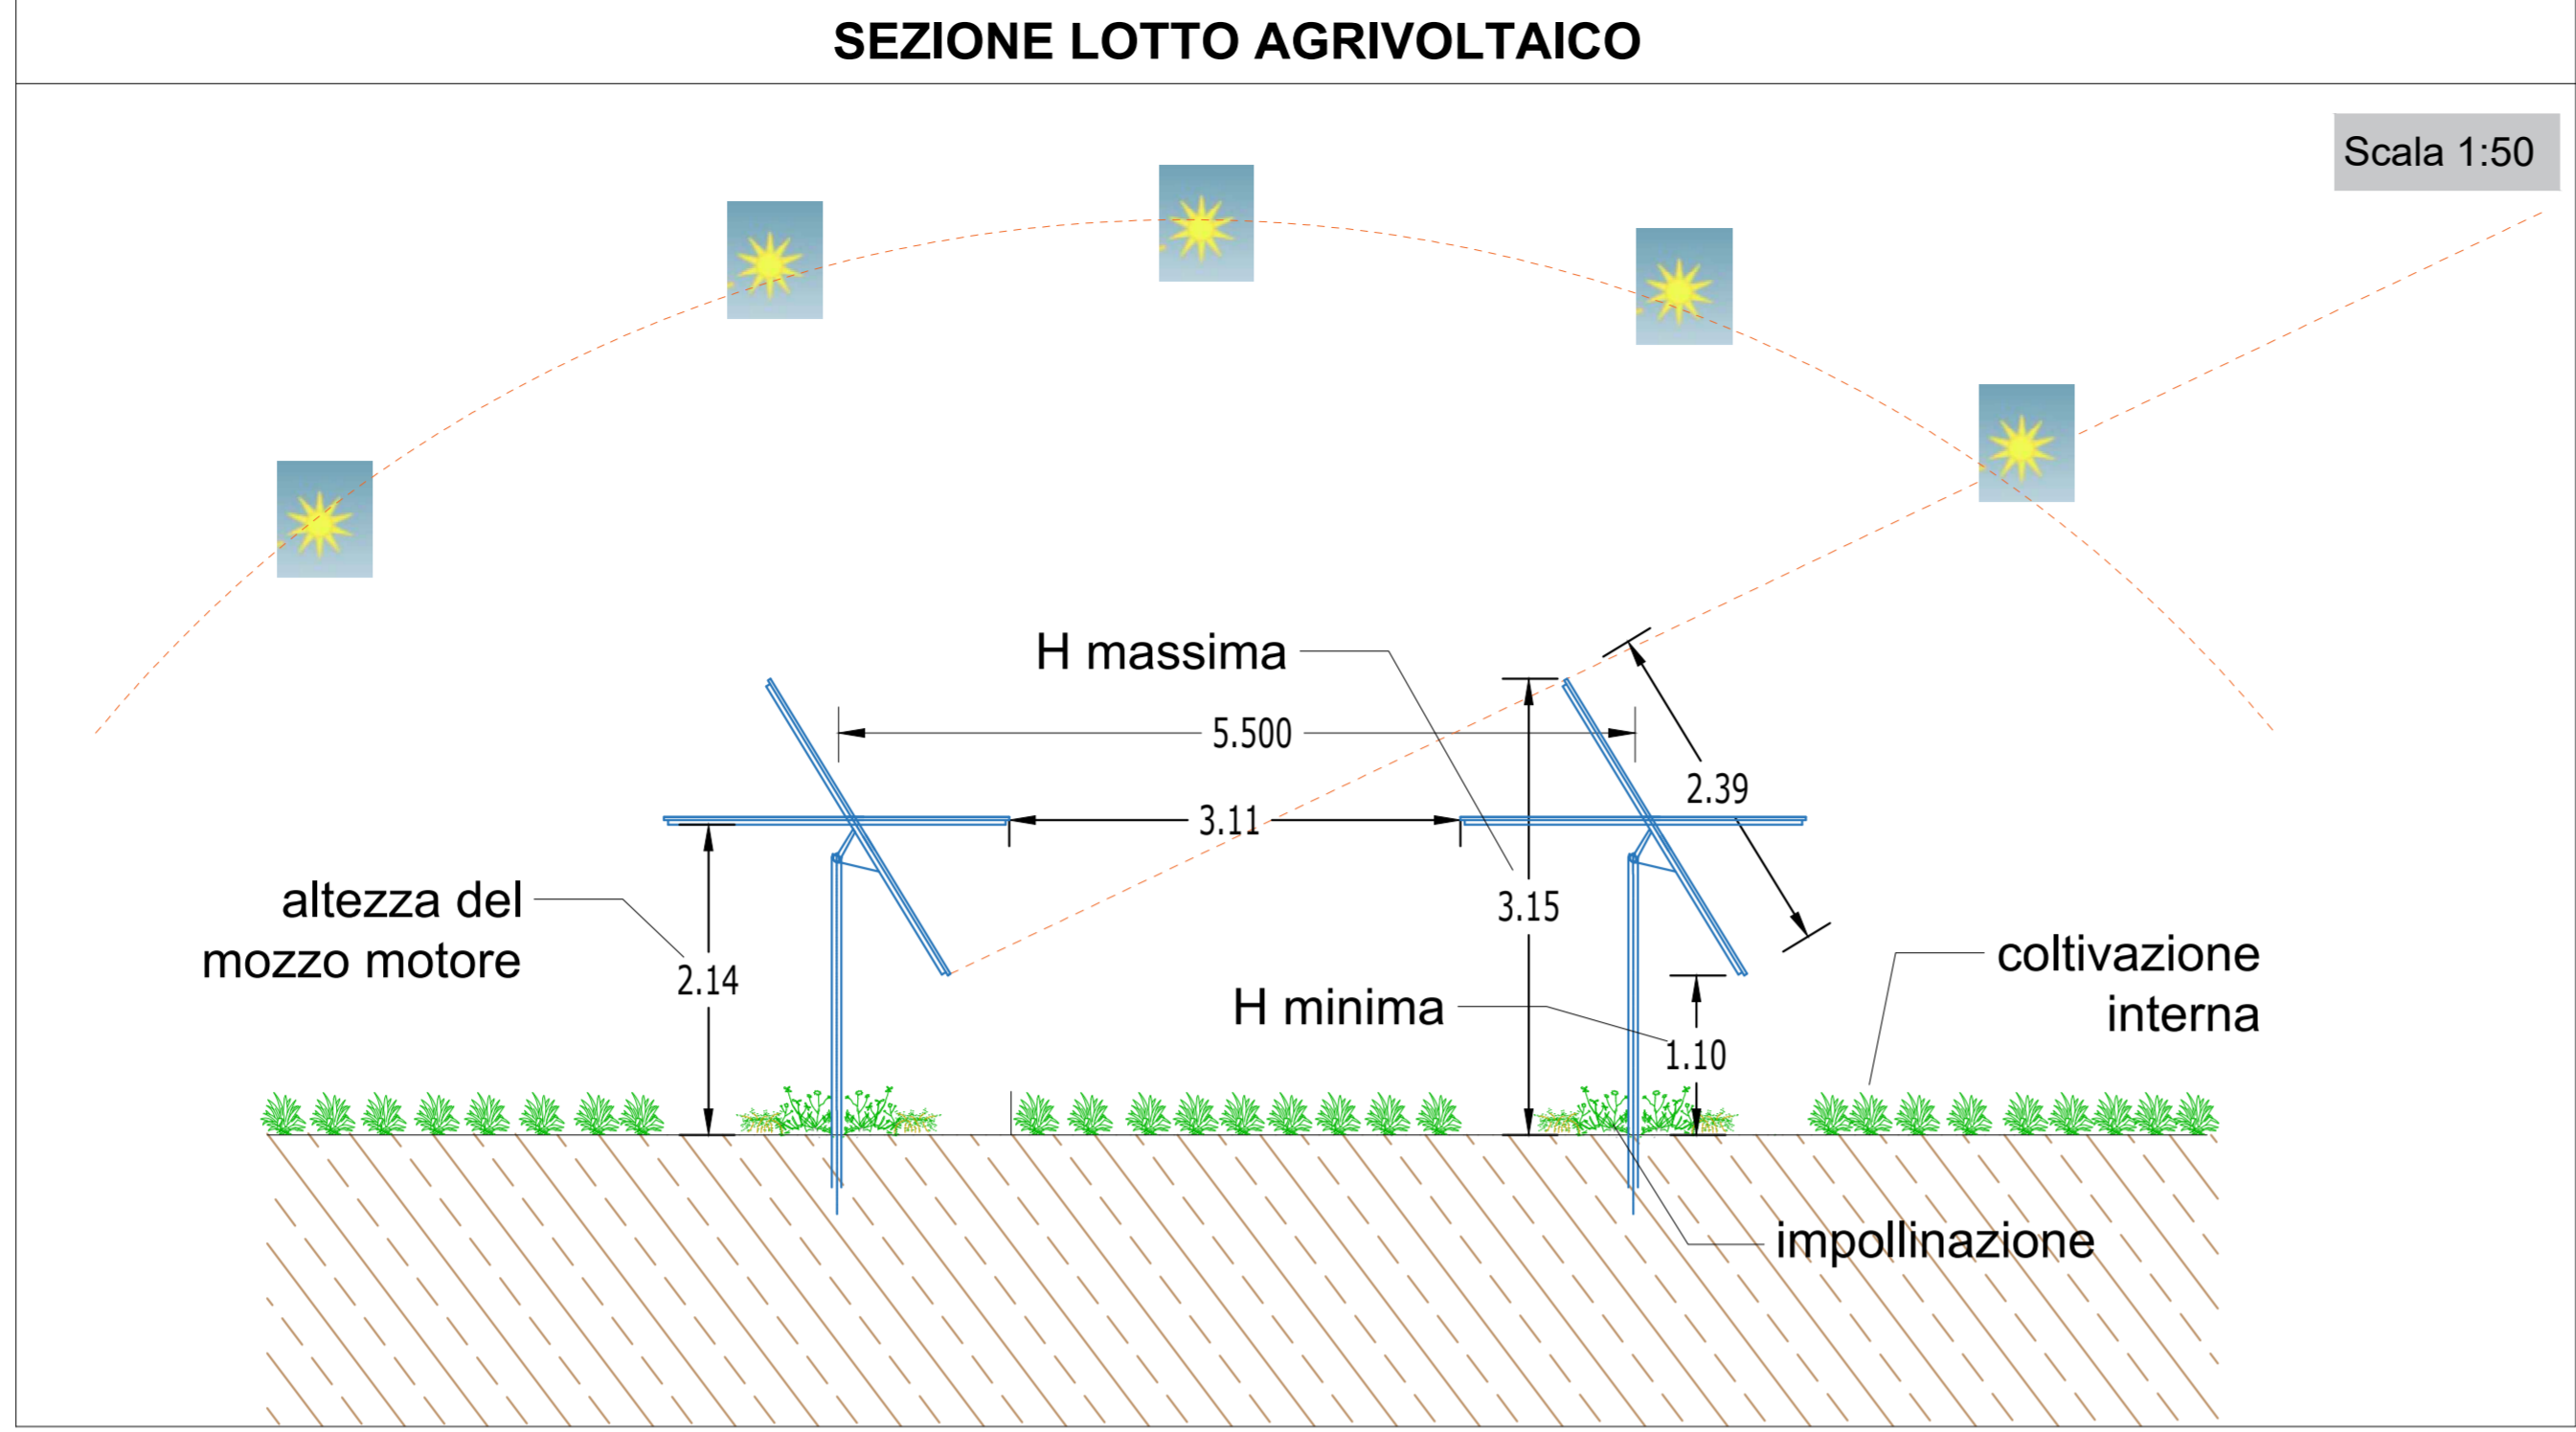 SEZIONE LOTTO AGRIVOLTAICO
Scala 1:50
H massima
5.500
2.39
3.11
altezza del
mozzo motore
3.15
2.14
coltivazione
interna
H minima
1.10
impollinazione